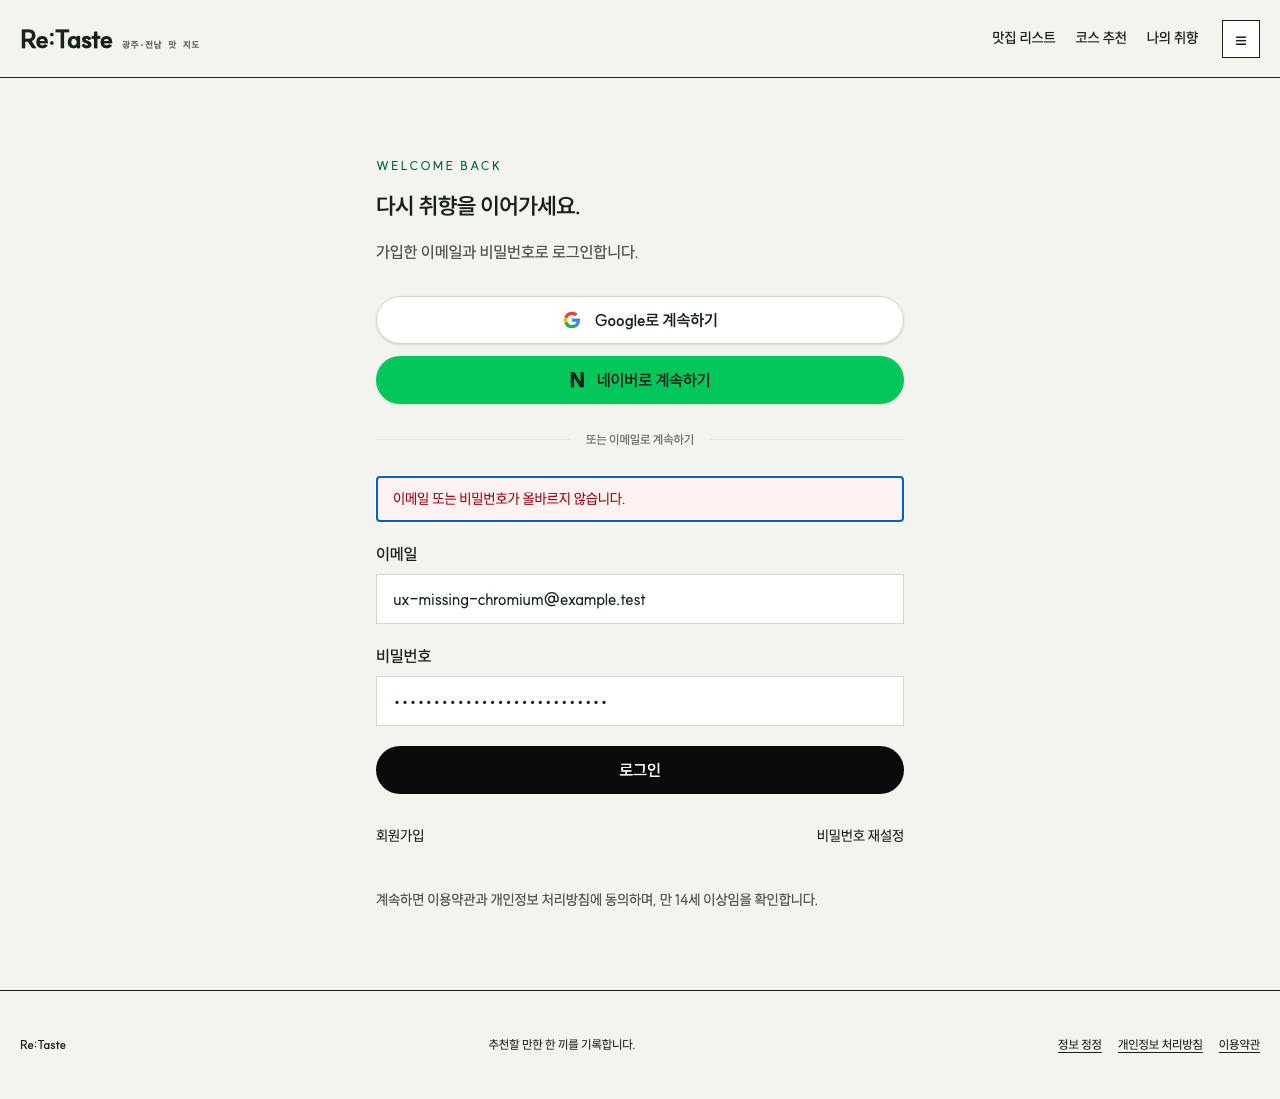 Re:Taste 광주·전남 맛 지도
맛집 리스트 코스 추천 나의 취향
WELCOME BACK
다시 취향을 이어가세요.
가입한 이메일과 비밀번호로 로그인합니다.
Google로 계속하기
N 네이버로 계속하기
또는 이메일로 계속하기
이메일 또는 비밀번호가 올바르지 않습니다.
이메일
ux-missing-chromium@example.test
비밀번호
•••••••••••••••••••••••••••
로그인
회원가입 비밀번호 재설정
계속하면 이용약관과 개인정보 처리방침에 동의하며, 만 14세 이상임을 확인합니다.
Re:Taste 추천할 만한 한 끼를 기록합니다. 정보 정정 개인정보 처리방침 이용약관